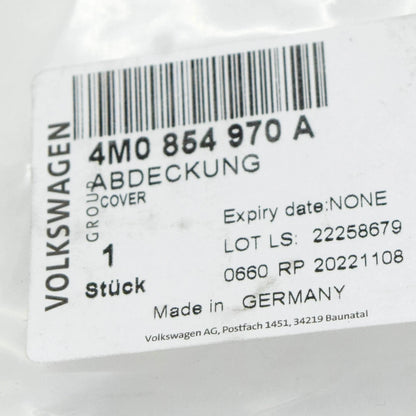 VOLKSWAGEN
GROUP
4M0 854 970 A
ABDECKUNG
COVER
1
Stück
Expiry date:NONE
LOT LS: 22258679
0660 RP 20221108
Made in GERMANY
Volkswagen AG, Postfach 1451, 34219 Baunatal